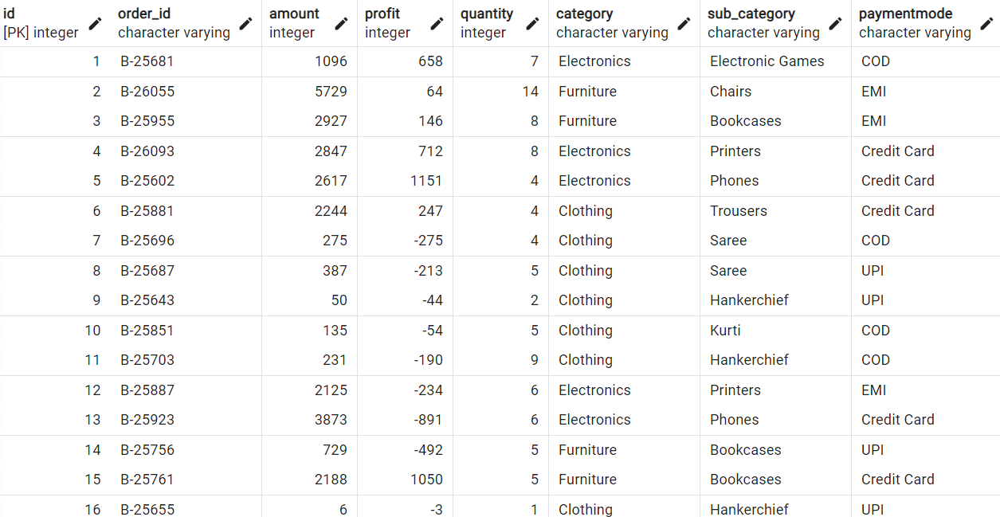 id order_id amount profit quantity category sub_category paymentmode
[PK] integer character varying integer integer integer character varying character varying character varying
1 B-25681 1096 658 7 Electronics Electronic Games COD
2 B-26055 5729 64 14 Furniture Chairs EMI
3 B-25955 2927 146 8 Furniture Bookcases EMI
4 B-26093 2847 712 8 Electronics Printers Credit Card
5 B-25602 2617 1151 4 Electronics Phones Credit Card
6 B-25881 2244 247 4 Clothing Trousers Credit Card
7 B-25696 275 -275 4 Clothing Saree COD
8 B-25687 387 -213 5 Clothing Saree UPI
9 B-25643 50 -44 2 Clothing Hankerchief UPI
10 B-25851 135 -54 5 Clothing Kurti COD
11 B-25703 231 -190 9 Clothing Hankerchief COD
12 B-25887 2125 -234 6 Electronics Printers EMI
13 B-25923 3873 -891 6 Electronics Phones Credit Card
14 B-25756 729 -492 5 Furniture Bookcases UPI
15 B-25761 2188 1050 5 Furniture Bookcases Credit Card
16 B-25655 6 -3 1 Clothing Hankerchief UPI